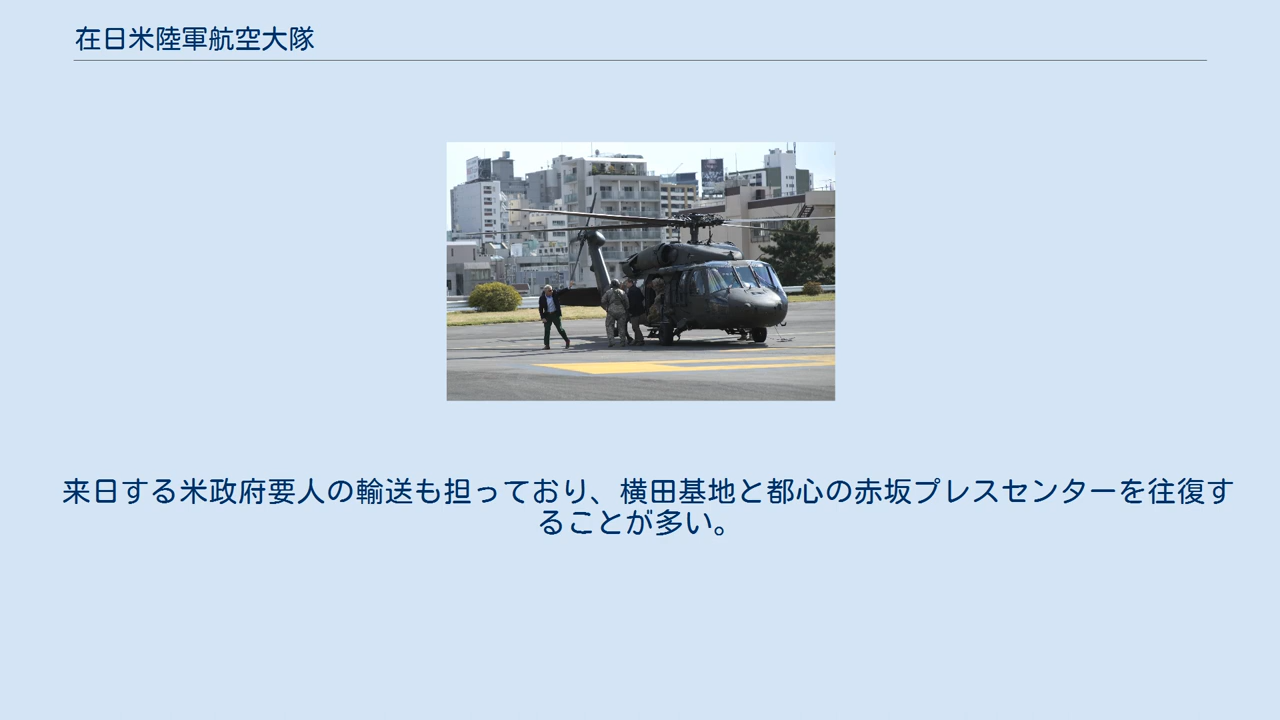 在日米陸軍航空大隊
来日する米政府要人の輸送も担っており、横田基地と都心の赤坂プレスセンターを往復す
ることが多い。